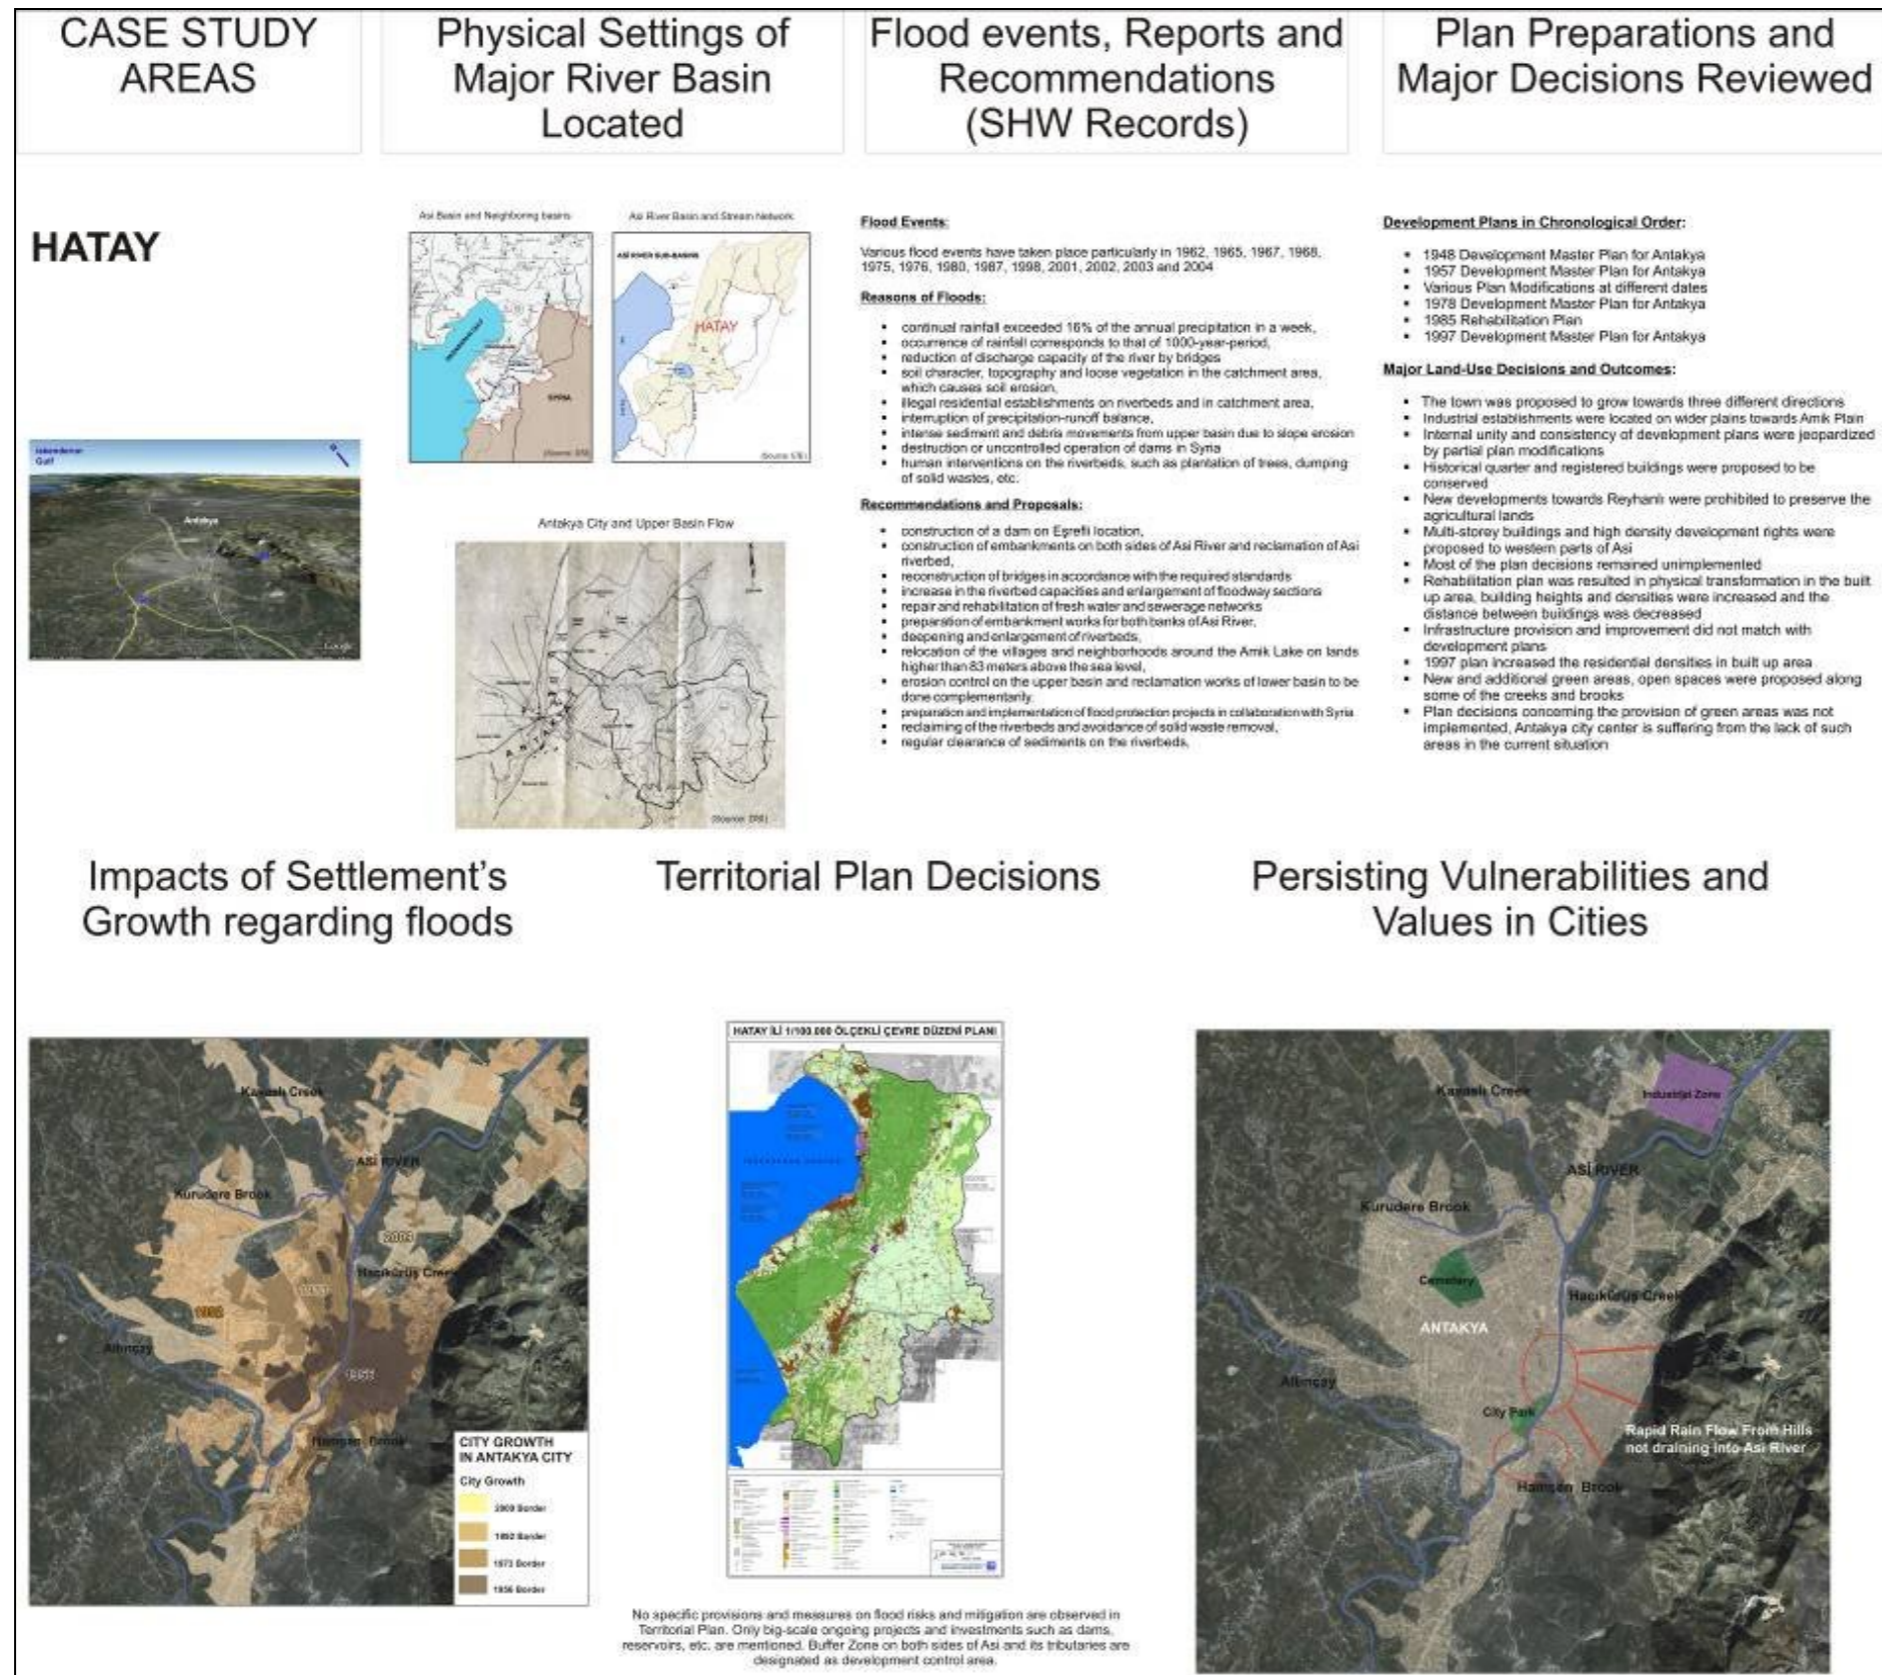 CASE STUDY
AREAS
Physical Settings of
Major River Basin
Located
Flood events, Reports and
Recommendations
(SHW Records)
Plan Preparations and
Major Decisions Reviewed
HATAY
Iskenderun
Gulf
Antakya
Google
Asi Basin and Neighboring basins
SYRIA
Asi River Basin and Stream Network
ASİ RIVER SUB-BASINS
HATAY
Antakya City and Upper Basin Flow
ANTAKYA
(Source: DSİ)
Flood Events:
Various flood events have taken place particularly in 1962, 1965, 1967, 1968,
1975, 1976, 1980, 1987, 1998, 2001, 2002, 2003 and 2004
Reasons of Floods:
▪ continual rainfall exceeded 16% of the annual precipitation in a week,
▪ occurrence of rainfall corresponds to that of 1000-year-period,
▪ reduction of discharge capacity of the river by bridges
▪ soil character, topography and loose vegetation in the catchment area,
which causes soil erosion,
▪ illegal residential establishments on riverbeds and in catchment area,
▪ interruption of precipitation-runoff balance,
▪ intense sediment and debris movements from upper basin due to slope erosion
▪ destruction or uncontrolled operation of dams in Syria
▪ human interventions on the riverbeds, such as plantation of trees, dumping
of solid wastes, etc.
Recommendations and Proposals:
▪ construction of a dam on Eşrefli location,
▪ construction of embankments on both sides of Asi River and reclamation of Asi
riverbed,
▪ reconstruction of bridges in accordance with the required standards
▪ increase in the riverbed capacities and enlargement of floodway sections
▪ repair and rehabilitation of fresh water and sewerage networks
▪ preparation of embankment works for both banks of Asi River,
▪ deepening and enlargement of riverbeds,
▪ relocation of the villages and neighborhoods around the Amik Lake on lands
higher than 83 meters above the sea level,
▪ erosion control on the upper basin and reclamation works of lower basin to be
done complementarily.
▪ preparation and implementation of flood protection projects in collaboration with Syria
▪ reclaiming of the riverbeds and avoidance of solid waste removal,
▪ regular clearance of sediments on the riverbeds,
Development Plans in Chronological Order:
▪ 1948 Development Master Plan for Antakya
▪ 1957 Development Master Plan for Antakya
▪ Various Plan Modifications at different dates
▪ 1978 Development Master Plan for Antakya
▪ 1985 Rehabilitation Plan
▪ 1997 Development Master Plan for Antakya
Major Land-Use Decisions and Outcomes:
▪ The town was proposed to grow towards three different directions
▪ Industrial establishments were located on wider plains towards Amik Plain
▪ Internal unity and consistency of development plans were jeopardized
by partial plan modifications
▪ Historical quarter and registered buildings were proposed to be
conserved
▪ New developments towards Reyhanlı were prohibited to preserve the
agricultural lands
▪ Multi-storey buildings and high density development rights were
proposed to western parts of Asi
▪ Most of the plan decisions remained unimplemented
▪ Rehabilitation plan was resulted in physical transformation in the built
up area, building heights and densities were increased and the
distance between buildings was decreased
▪ Infrastructure provision and improvement did not match with
development plans
▪ 1997 plan increased the residential densities in built up area
▪ New and additional green areas, open spaces were proposed along
some of the creeks and brooks
▪ Plan decisions concerning the provision of green areas was not
implemented, Antakya city center is suffering from the lack of such
areas in the current situation
Impacts of Settlement's
Growth regarding floods
Territorial Plan Decisions
Persisting Vulnerabilities and
Values in Cities
Kavaslı Creek
ASİ RIVER
Kurudere Brook
Hacıkürüş Creek
1956
Altınçay
Hamşen Brook
CITY GROWTH
IN ANTAKYA CITY
City Growth
1992 Border
1973 Border
1956 Border
HATAY İLİ 1/100.000 ÖLÇEKLİ ÇEVRE DÜZENİ PLANI
No specific provisions and measures on flood risks and mitigation are observed in
Territorial Plan. Only big-scale ongoing projects and investments such as dams,
reservoirs, etc. are mentioned. Buffer Zone on both sides of Asi and its tributaries are
designated as development control area.
Kavaslı Creek
Industrial Zone
ASİ RIVER
Kurudere Brook
Cemetery
Hacıkürüş Creek
ANTAKYA
Altınçay
City Park
Rapid Rain Flow From Hills
not draining into Asi River
Hamşen Brook